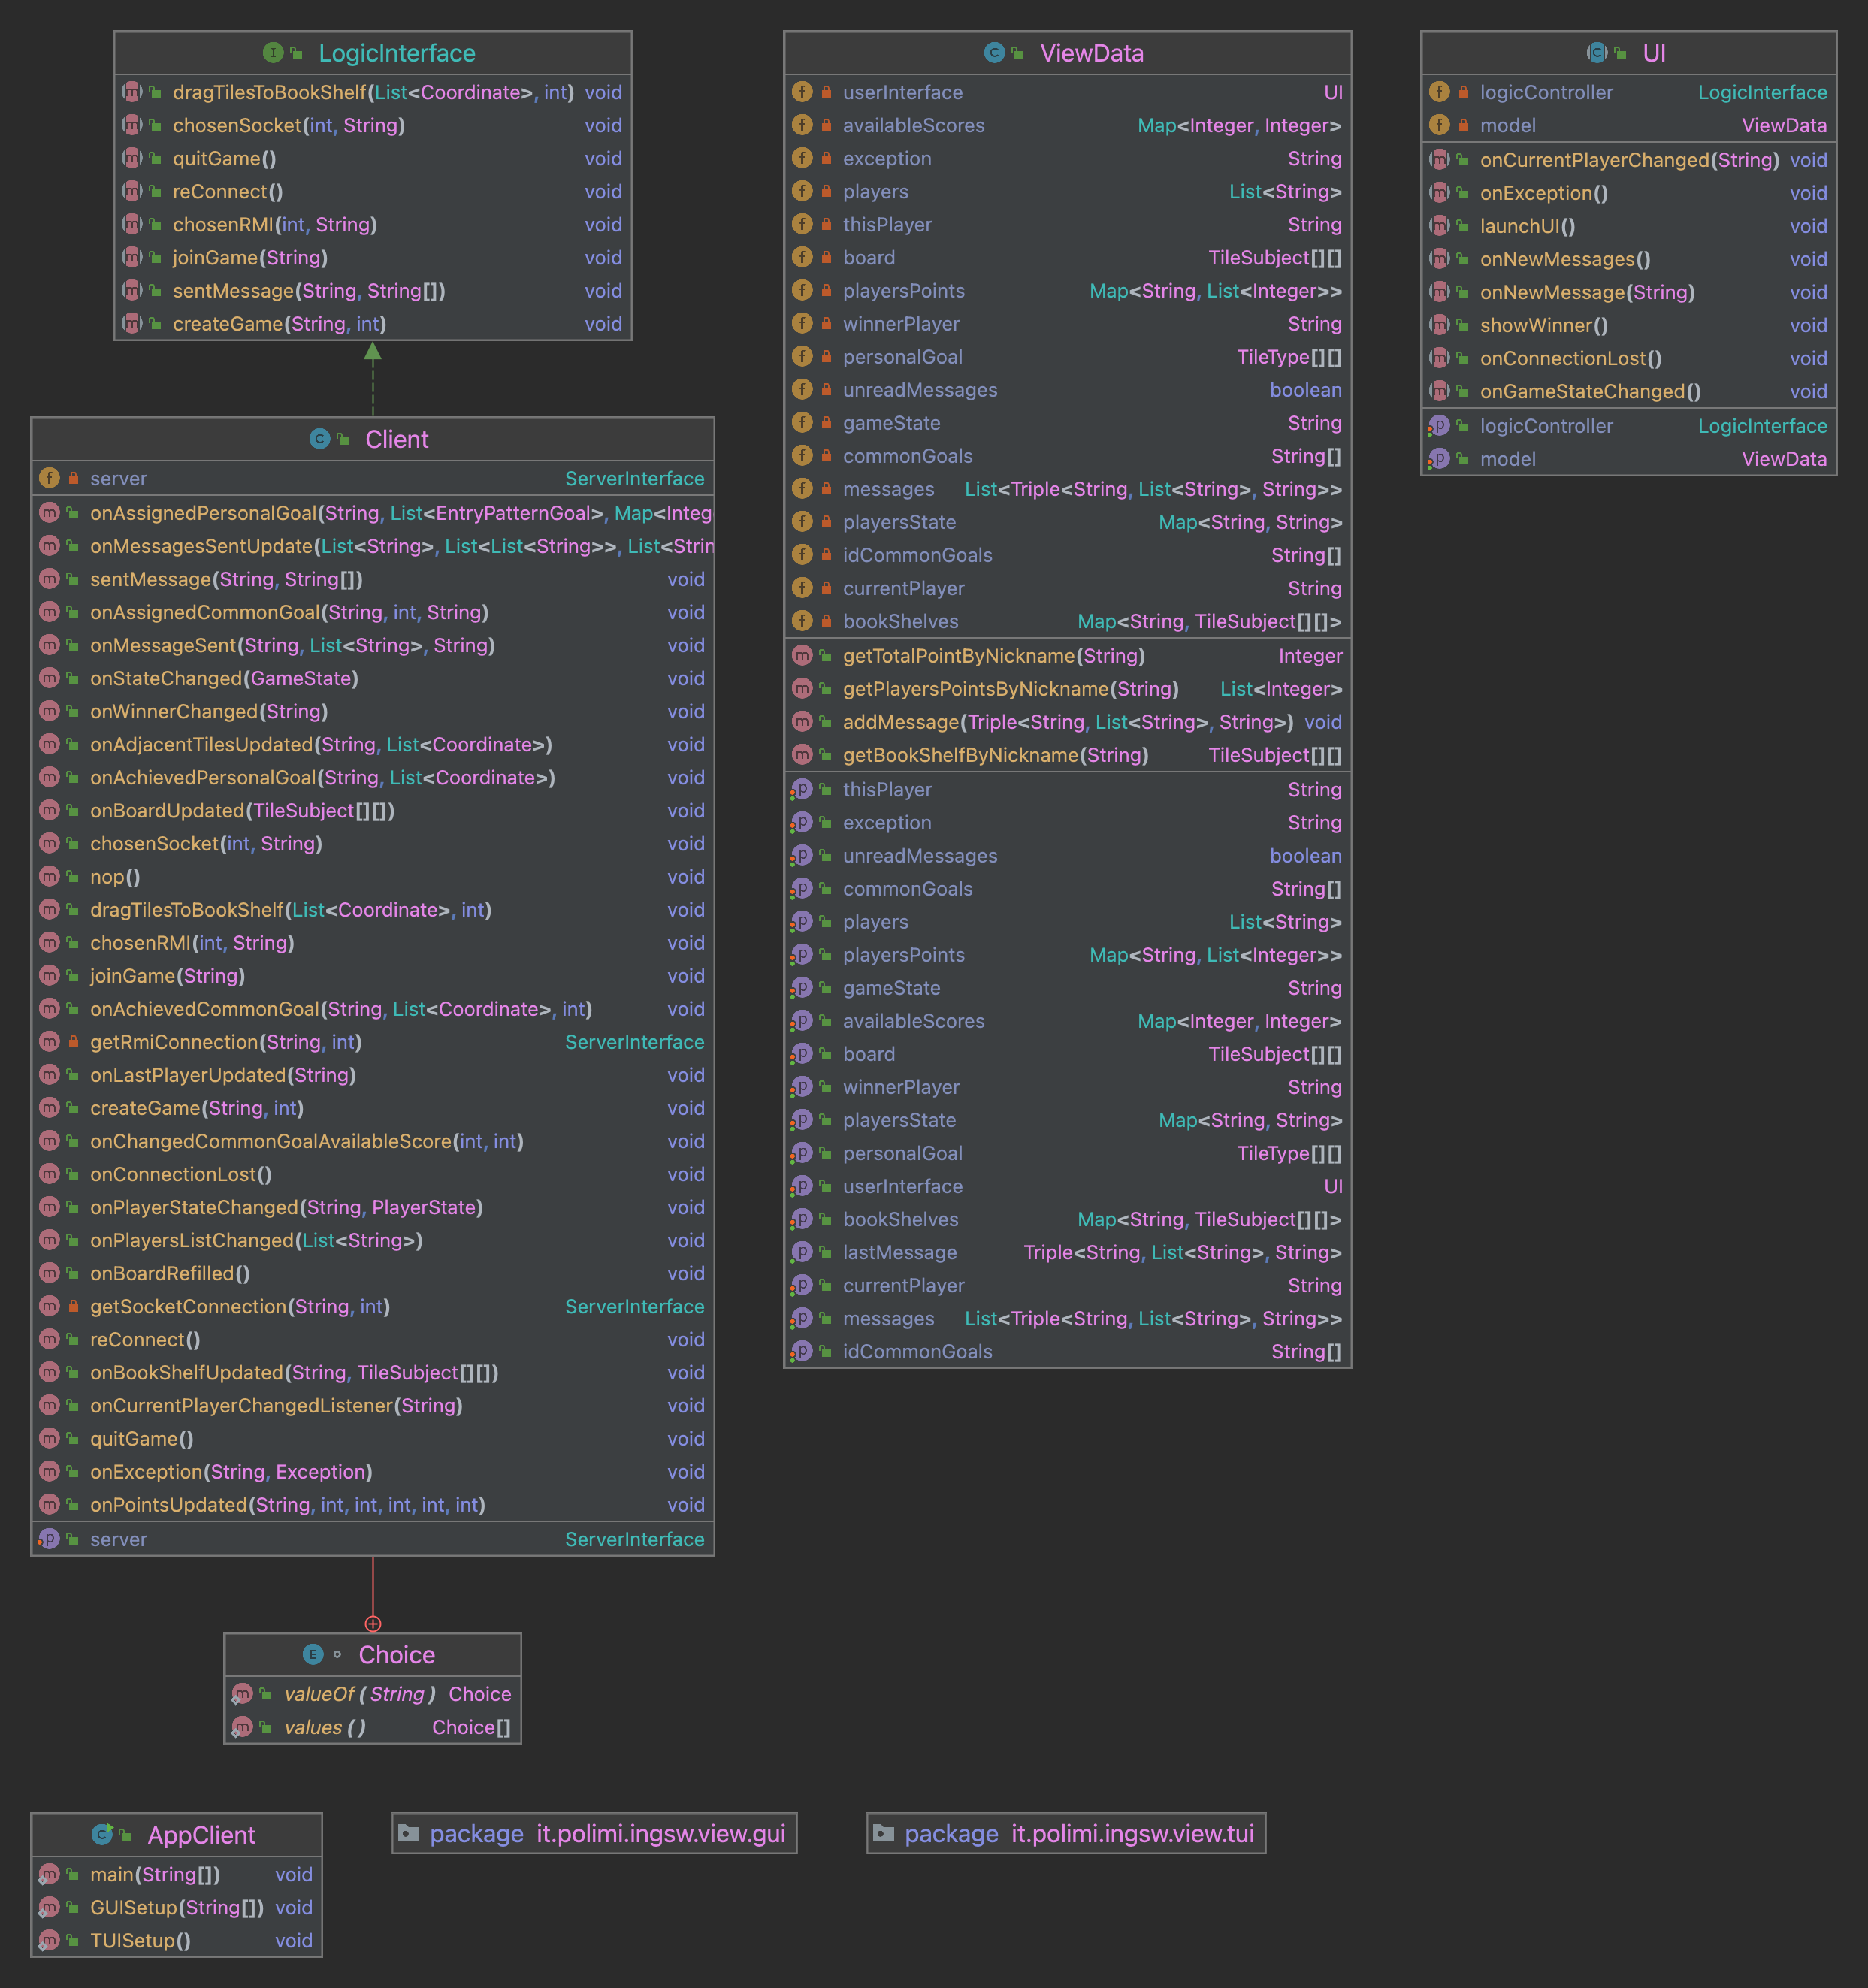 LogicInterface
dragTilesToBookShelf(List<Coordinate>, int) void
chosenSocket(int, String) void
quitGame() void
reConnect() void
chosenRMI(int, String) void
joinGame(String) void
sentMessage(String, String[]) void
createGame(String, int) void
Client
server ServerInterface
onAssignedPersonalGoal(String, List<EntryPatternGoal>, Map<Integ
onMessagesSentUpdate(List<String>, List<List<String>>, List<Strin
sentMessage(String, String[]) void
onAssignedCommonGoal(String, int, String) void
onMessageSent(String, List<String>, String) void
onStateChanged(GameState) void
onWinnerChanged(String) void
onAdjacentTilesUpdated(String, List<Coordinate>) void
onAchievedPersonalGoal(String, List<Coordinate>) void
onBoardUpdated(TileSubject[][]) void
chosenSocket(int, String) void
nop() void
dragTilesToBookShelf(List<Coordinate>, int) void
chosenRMI(int, String) void
joinGame(String) void
onAchievedCommonGoal(String, List<Coordinate>, int) void
getRmiConnection(String, int) ServerInterface
onLastPlayerUpdated(String) void
createGame(String, int) void
onChangedCommonGoalAvailableScore(int, int) void
onConnectionLost() void
onPlayerStateChanged(String, PlayerState) void
onPlayersListChanged(List<String>) void
onBoardRefilled() void
getSocketConnection(String, int) ServerInterface
reConnect() void
onBookShelfUpdated(String, TileSubject[][]) void
onCurrentPlayerChangedListener(String) void
quitGame() void
onException(String, Exception) void
onPointsUpdated(String, int, int, int, int, int) void
server ServerInterface
Choice
valueOf(String) Choice
values() Choice[]
ViewData
userInterface UI
availableScores Map<Integer, Integer>
exception String
players List<String>
thisPlayer String
board TileSubject[][]
playersPoints Map<String, List<Integer>>
winnerPlayer String
personalGoal TileType[][]
unreadMessages boolean
gameState String
commonGoals String[]
messages List<Triple<String, List<String>, String>>
playersState Map<String, String>
idCommonGoals String[]
currentPlayer String
bookShelves Map<String, TileSubject[][]>
getTotalPointByNickname(String) Integer
getPlayersPointsByNickname(String) List<Integer>
addMessage(Triple<String, List<String>, String>) void
getBookShelfByNickname(String) TileSubject[][]
thisPlayer String
exception String
unreadMessages boolean
commonGoals String[]
players List<String>
playersPoints Map<String, List<Integer>>
gameState String
availableScores Map<Integer, Integer>
board TileSubject[][]
winnerPlayer String
playersState Map<String, String>
personalGoal TileType[][]
userInterface UI
bookShelves Map<String, TileSubject[][]>
lastMessage Triple<String, List<String>, String>
currentPlayer String
messages List<Triple<String, List<String>, String>>
idCommonGoals String[]
UI
logicController LogicInterface
model ViewData
onCurrentPlayerChanged(String) void
onException() void
launchUI() void
onNewMessages() void
onNewMessage(String) void
showWinner() void
onConnectionLost() void
onGameStateChanged() void
logicController LogicInterface
model ViewData
AppClient
main(String[]) void
GUISetup(String[]) void
TUISetup() void
package it.polimi.ingsw.view.gui
package it.polimi.ingsw.view.tui